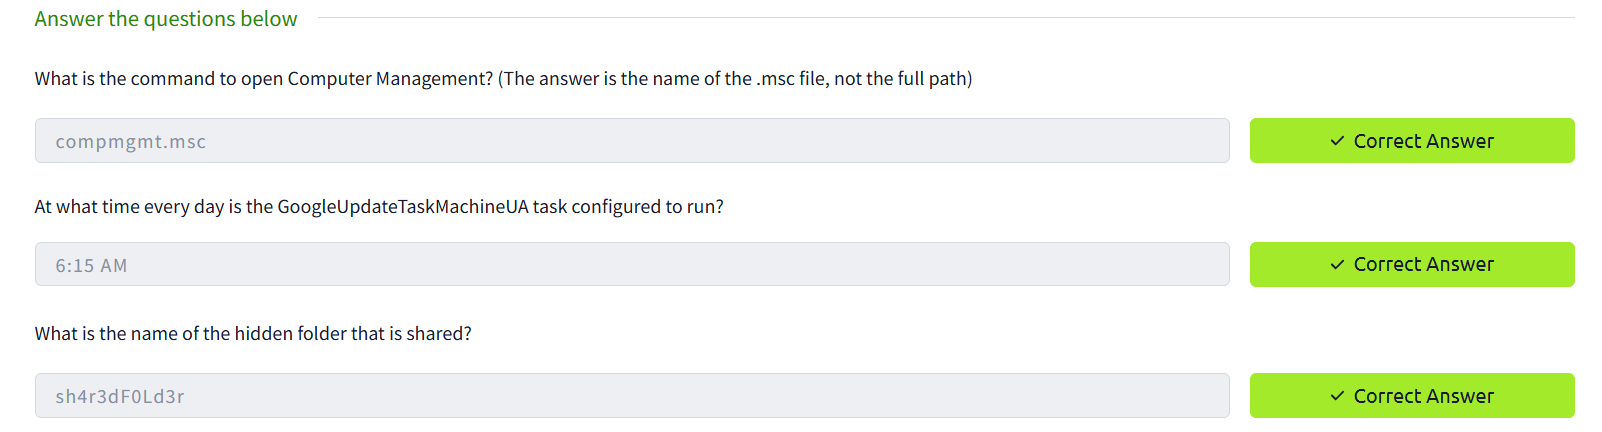 Answer the questions below
What is the command to open Computer Management? (The answer is the name of the .msc file, not the full path)
compmgmt.msc
✓ Correct Answer
At what time every day is the GoogleUpdateTaskMachineUA task configured to run?
6:15 AM
✓ Correct Answer
What is the name of the hidden folder that is shared?
sh4r3dF0Ld3r
✓ Correct Answer